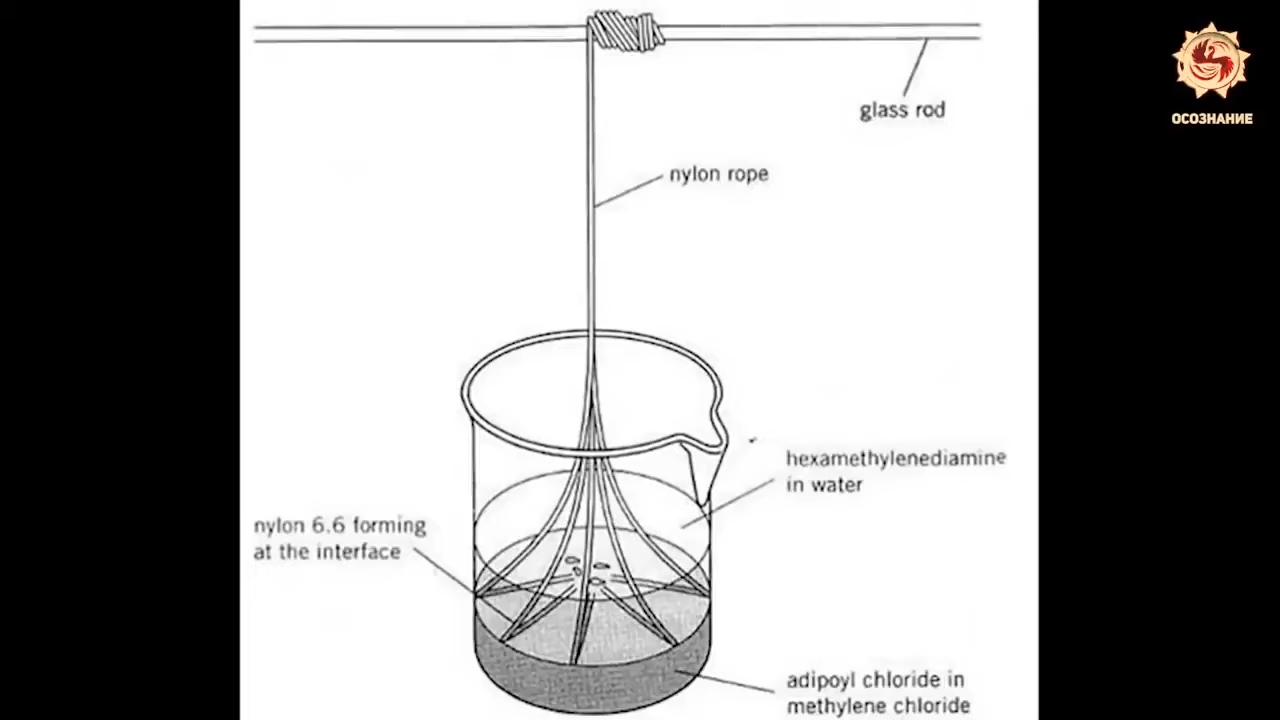 glass rod
ОСОЗНАНИЕ
nylon rope
hexamethylenediamine
in water
nylon 6.6 forming
at the interface
adipoyl chloride in
methylene chloride